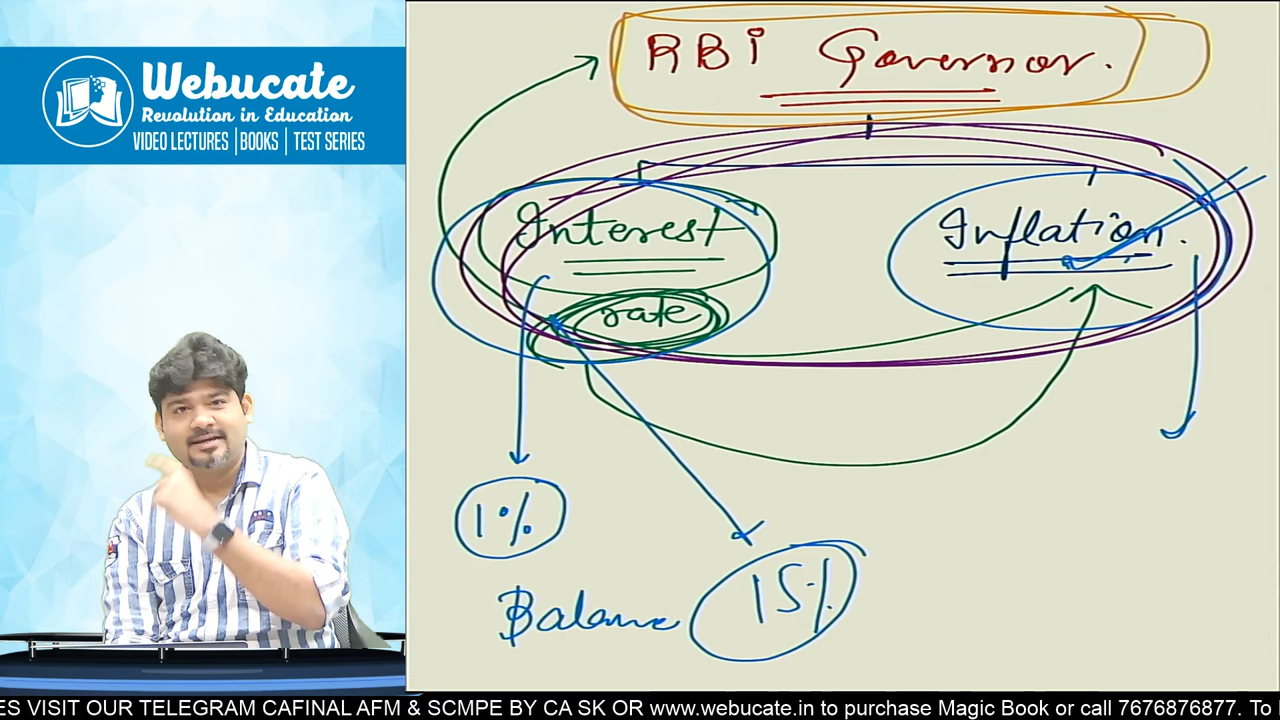 Webucate
Revolution in Education
VIDEO LECTURES | BOOKS | TEST SERIES
RBI Governor.
Interest
rate
Inflation.
1%
Balance
15%
ES VISIT OUR TELEGRAM CAFINAL AFM & SCMPE BY CA SK OR www.webucate.in to purchase Magic Book or call 7676876877. To